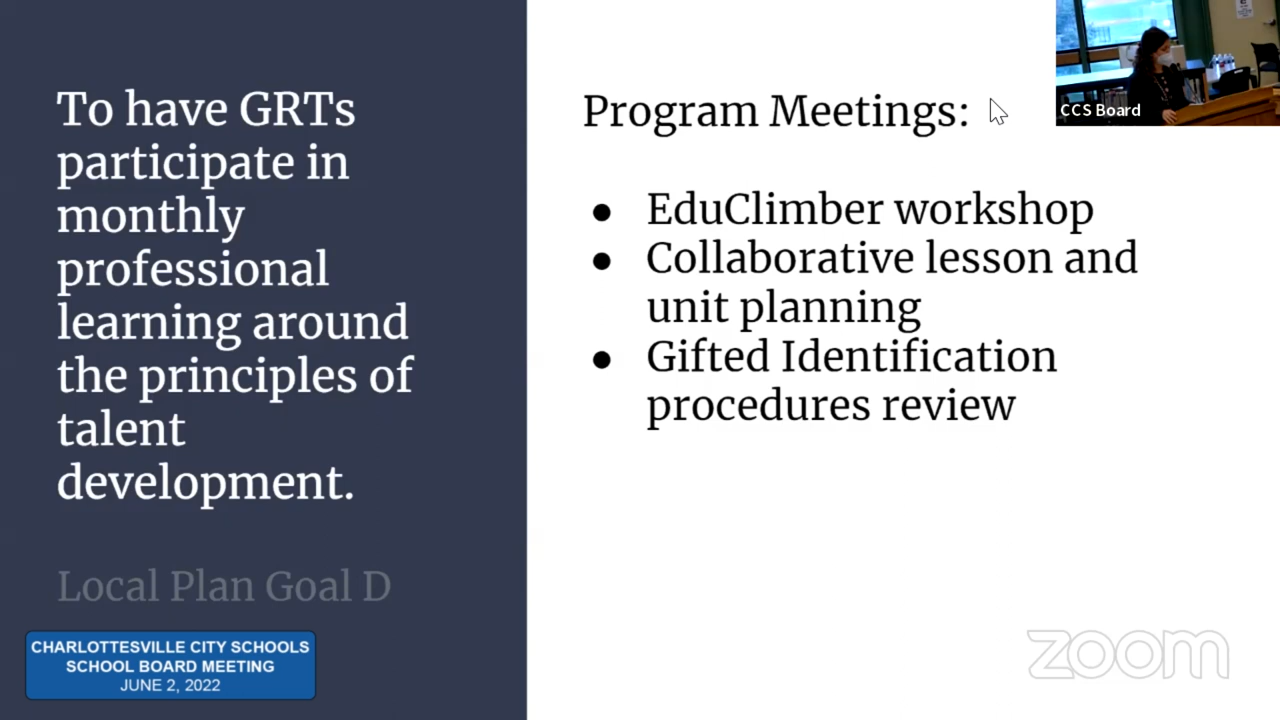 To have GRTs
participate in
monthly
professional
learning around
the principles of
talent
development.
Local Plan Goal D
CHARLOTTESVILLE CITY SCHOOLS
SCHOOL BOARD MEETING
JUNE 2, 2022
Program Meetings:
● EduClimber workshop
● Collaborative lesson and
unit planning
● Gifted Identification
procedures review
CCS Board
zoom